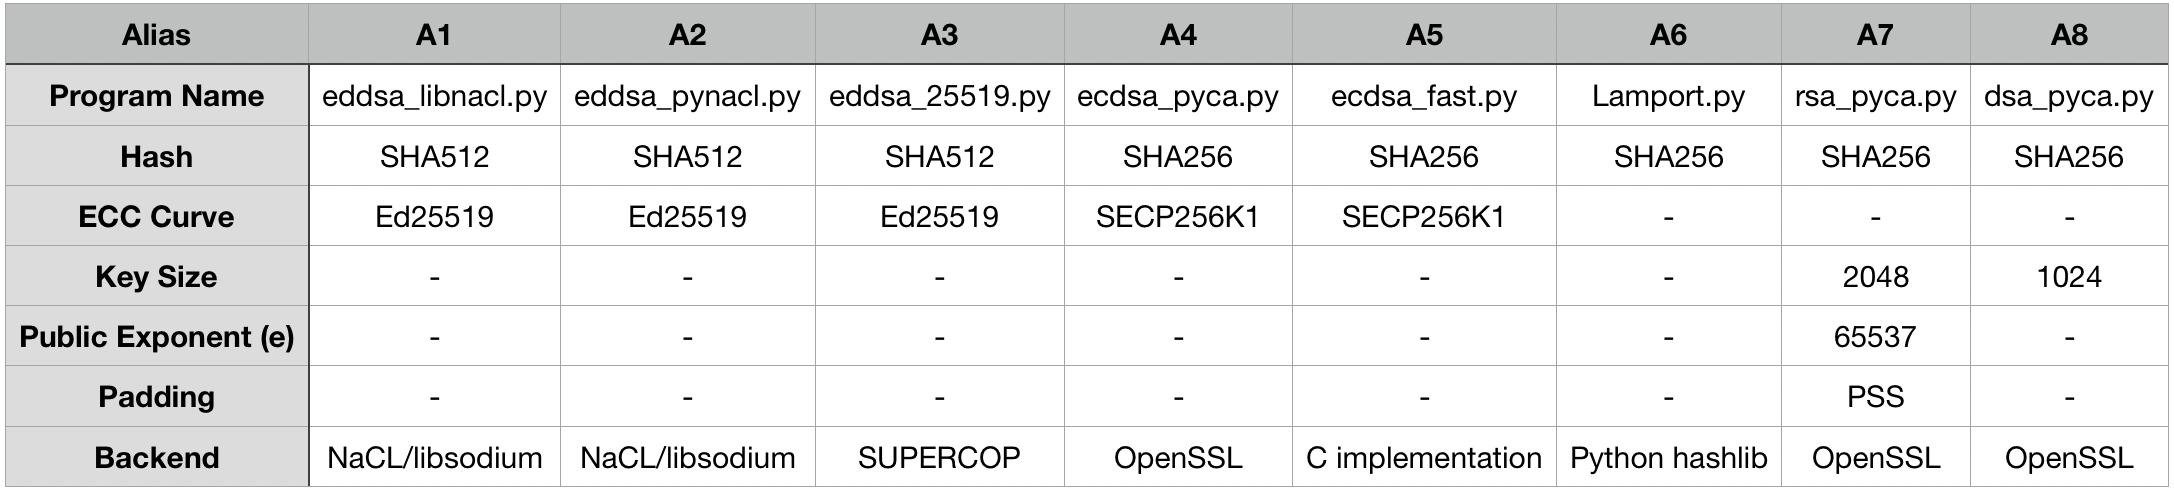 Alias A1 A2 A3 A4 A5 A6 A7 A8
Program Name eddsa_libnacl.py eddsa_pynacl.py eddsa_25519.py ecdsa_pyca.py ecdsa_fast.py Lamport.py rsa_pyca.py dsa_pyca.py
Hash SHA512 SHA512 SHA512 SHA256 SHA256 SHA256 SHA256 SHA256
ECC Curve Ed25519 Ed25519 Ed25519 SECP256K1 SECP256K1 - - -
Key Size - - - - - - 2048 1024
Public Exponent (e) - - - - - - 65537 -
Padding - - - - - - PSS -
Backend NaCL/libsodium NaCL/libsodium SUPERCOP OpenSSL C implementation Python hashlib OpenSSL OpenSSL